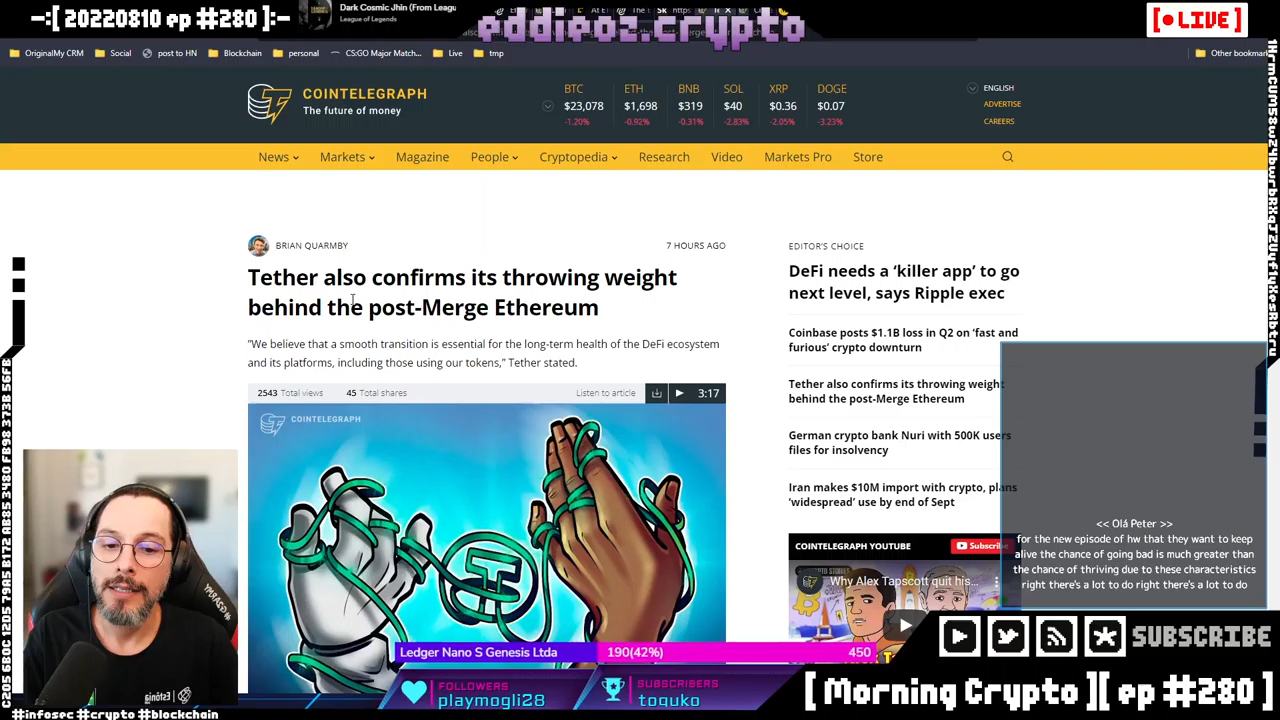 -:[ 20220810 ep #280 ]:-
Dark Cosmic Jhin (From Leagu
League of Legends
eddieoz.crypto
[●LIVE]
OriginalMy CRM
Social
post to HN
Blockchain
personal
CS:GO Major Match...
Live
tmp
Other bookmar
COINTELEGRAPH
The future of money
BTC ETH BNB SOL XRP DOGE
$23,078 $1,698 $319 $40 $0.36 $0.07
-1.20% -0.92% -0.31% -2.83% -2.05% -3.23%
ENGLISH
ADVERTISE
CAREERS
News Markets Magazine People Cryptopedia Research Video Markets Pro Store
BRIAN QUARMBY
7 HOURS AGO
Tether also confirms its throwing weight
behind the post-Merge Ethereum
"We believe that a smooth transition is essential for the long-term health of the DeFi ecosystem
and its platforms, including those using our tokens," Tether stated.
2543 Total views 45 Total shares
Listen to article 3:17
COINTELEGRAPH
EDITOR'S CHOICE
DeFi needs a 'killer app' to go
next level, says Ripple exec
Coinbase posts $1.1B loss in Q2 on 'fast and
furious' crypto downturn
Tether also confirms its throwing weight
behind the post-Merge Ethereum
German crypto bank Nuri with 500K users
files for insolvency
Iran makes $10M import with crypto, plans
'widespread' use by end of Sept
COINTELEGRAPH YOUTUBE
Subscribe
Why Alex Tapscott quit his...
<< Olá Peter >>
for the new episode of hw that they want to keep
alive the chance of going bad is much greater than
the chance of thriving due to these characteristics
right there's a lot to do right there's a lot to do
Ledger Nano S Genesis Ltda
190(42%)
450
FOLLOWERS
playmogli28
SUBSCRIBERS
toguko
SUBSCRIBE
[ Morning Crypto ][ ep #280 ]
#infosec #crypto #blockchain